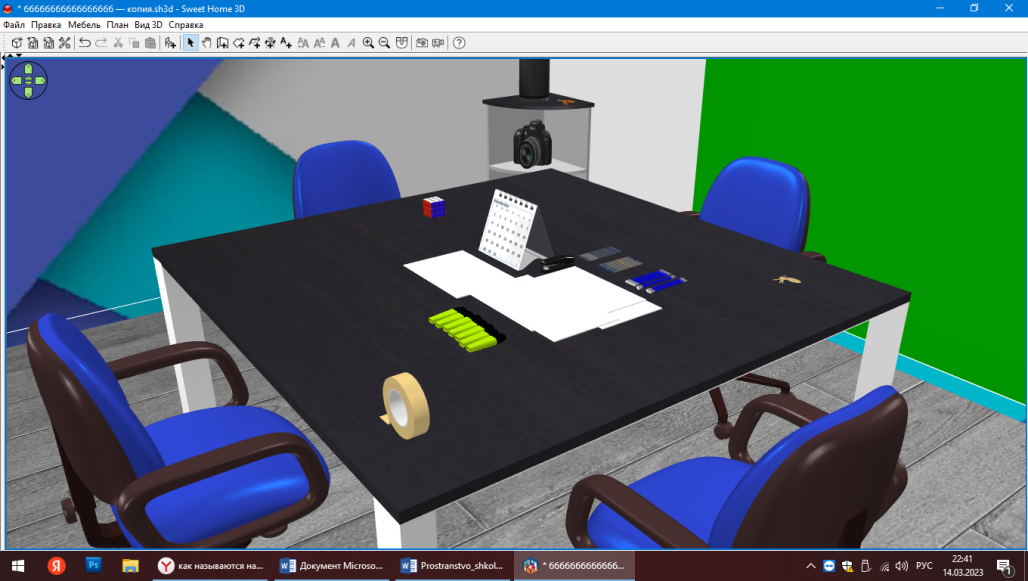 * 66666666666666666 — копия.sh3d - Sweet Home 3D
Файл Правка Мебель План Вид 3D Справка
как называются на...
Документ Microso...
Prostranstvo_shkol...
* 6666666666666...
РУС
22:41
14.03.2023